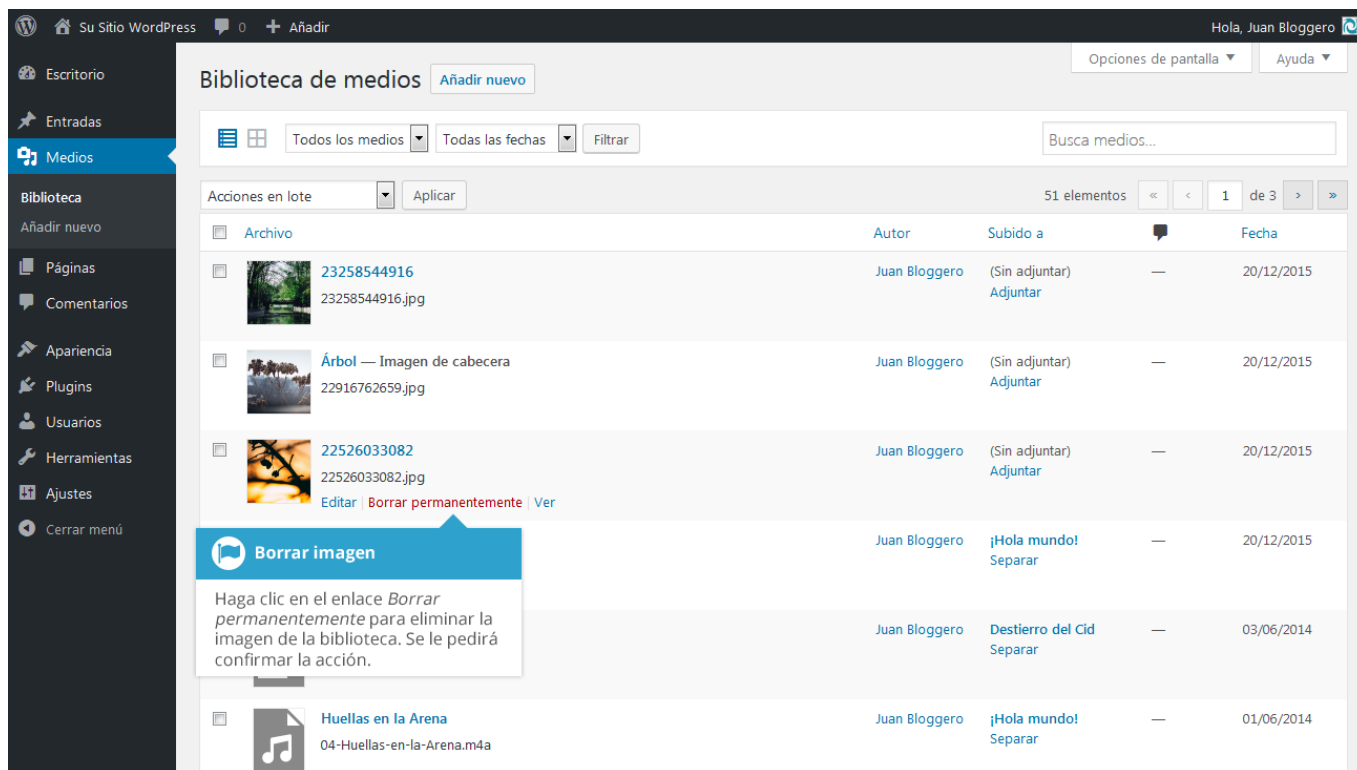 Su Sitio WordPress 0 + Añadir Hola, Juan Bloggero
Opciones de pantalla ▼ Ayuda ▼
Escritorio
Entradas
Medios
Biblioteca
Añadir nuevo
Páginas
Comentarios
Apariencia
Plugins
Usuarios
Herramientas
Ajustes
Cerrar menú
Biblioteca de medios Añadir nuevo
Todos los medios Todas las fechas Filtrar Busca medios...
Acciones en lote Aplicar 51 elementos « ‹ 1 de 3 › »
Archivo Autor Subido a Fecha
23258544916 Juan Bloggero (Sin adjuntar) — 20/12/2015
23258544916.jpg Adjuntar
Árbol — Imagen de cabecera Juan Bloggero (Sin adjuntar) — 20/12/2015
22916762659.jpg Adjuntar
22526033082 Juan Bloggero (Sin adjuntar) — 20/12/2015
22526033082.jpg Adjuntar
Editar | Borrar permanentemente | Ver
Borrar imagen
Haga clic en el enlace Borrar
permanentemente para eliminar la
imagen de la biblioteca. Se le pedirá
confirmar la acción.
Juan Bloggero ¡Hola mundo! — 20/12/2015
Separar
Juan Bloggero Destierro del Cid — 03/06/2014
Separar
Huellas en la Arena Juan Bloggero ¡Hola mundo! — 01/06/2014
04-Huellas-en-la-Arena.m4a Separar